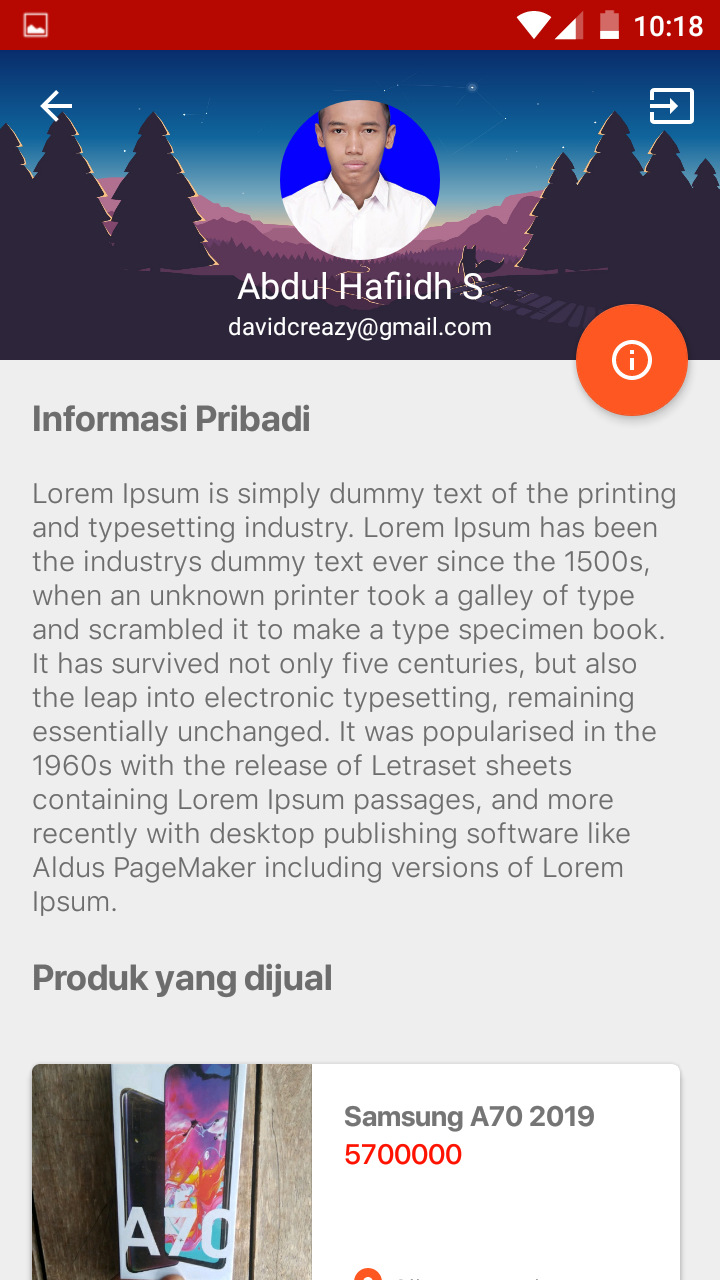 10:18
Abdul Hafiidh S
davidcreazy@gmail.com
Informasi Pribadi
Lorem Ipsum is simply dummy text of the printing
and typesetting industry. Lorem Ipsum has been
the industrys dummy text ever since the 1500s,
when an unknown printer took a galley of type
and scrambled it to make a type specimen book.
It has survived not only five centuries, but also
the leap into electronic typesetting, remaining
essentially unchanged. It was popularised in the
1960s with the release of Letraset sheets
containing Lorem Ipsum passages, and more
recently with desktop publishing software like
Aldus PageMaker including versions of Lorem
Ipsum.
Produk yang dijual
Samsung A70 2019
5700000
A70